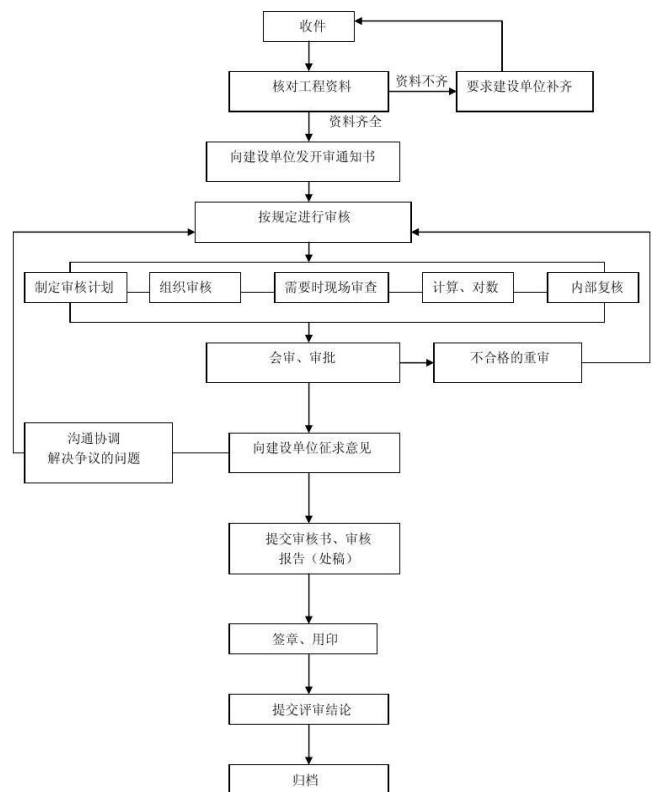 收件
核对工程资料
资料不齐
要求建设单位补齐
资料齐全
向建设单位发开审通知书
按规定进行审核
制定审核计划
组织审核
需要时现场审查
计算、对数
内部复核
会审、审批
不合格的重审
沟通协调
解决争议的问题
向建设单位征求意见
提交审核书、审核
报告（处稿）
签章、用印
提交评审结论
归档